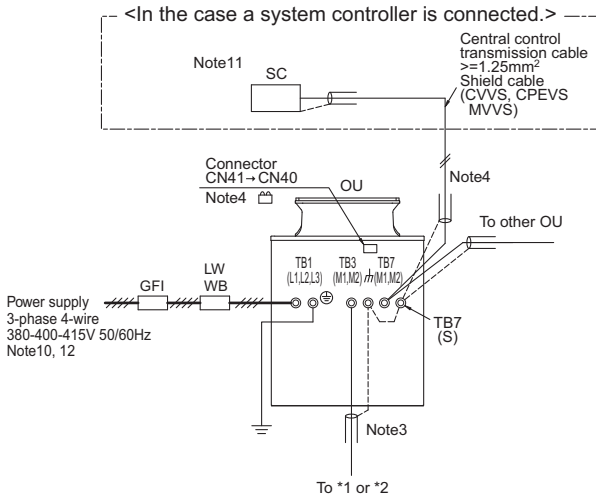 <In the case a system controller is connected.>
Central control
transmission cable
>=1.25mm²
Shield cable
(CVVS, CPEVS
MVVS)
Note11
SC
Connector
CN41→CN40
Note4
OU
Note4
To other OU
TB1
(L1,L2,L3)
TB3
(M1,M2)
TB7
(M1,M2)
LW
GFI
WB
Power supply
3-phase 4-wire
380-400-415V 50/60Hz
Note10, 12
TB7
(S)
Note3
To *1 or *2